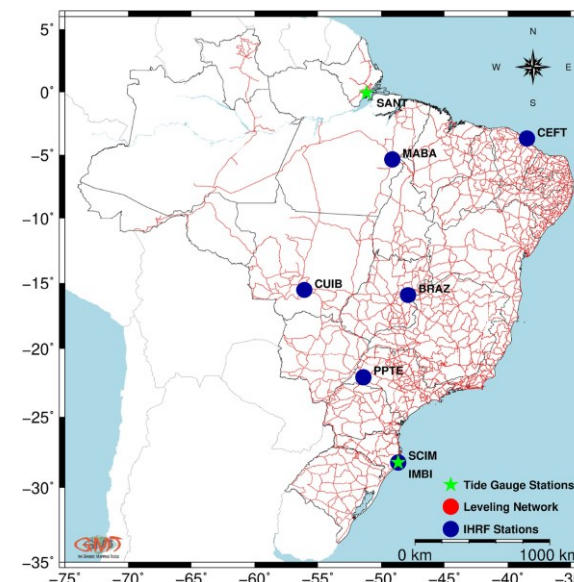 5°
0°
−5°
−10°
−15°
−20°
−25°
−30°
−35°
−75°
−70°
−65°
−60°
−55°
−50°
−45°
−40°
N
W E
S
SANT
CEFT
MABA
CUIB
BRAZ
PPTE
SCIM
IMBI
Tide Gauge Stations
Leveling Network
IHRF Stations
0 km 1000 km
GMT